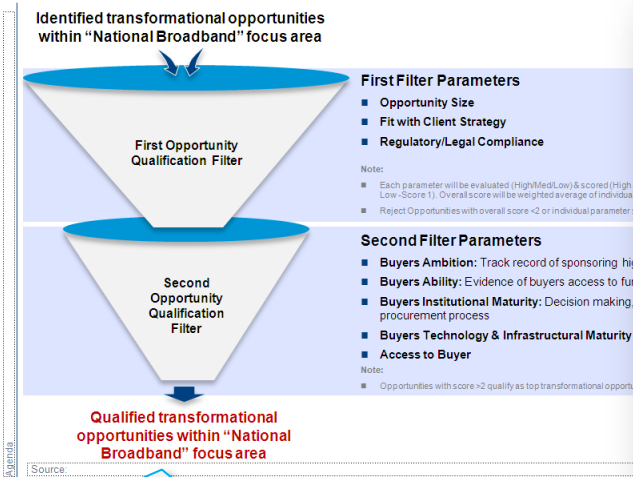 Identified transformational opportunities
within “National Broadband” focus area
First Opportunity
Qualification Filter
First Filter Parameters
Opportunity Size
Fit with Client Strategy
Regulatory/Legal Compliance
Note:
Each parameter will be evaluated (High/Med/Low) & scored (High
Low -Score 1). Overall score will be weighted average of
Reject Opportunities with overall score <2 or individual parameter
Second
Opportunity
Qualification
Filter
Second Filter Parameters
Buyers Ambition: Track record of sponsoring
Buyers Ability: Evidence of buyers access to
Buyers Institutional Maturity: Decision making,
procurement process
Buyers Technology & Infrastructural Maturity
Access to Buyer
Note:
Opportunities with score >2 qualify as top transformational
Qualified transformational
opportunities within “National
Broadband” focus area
Agenda
Source: